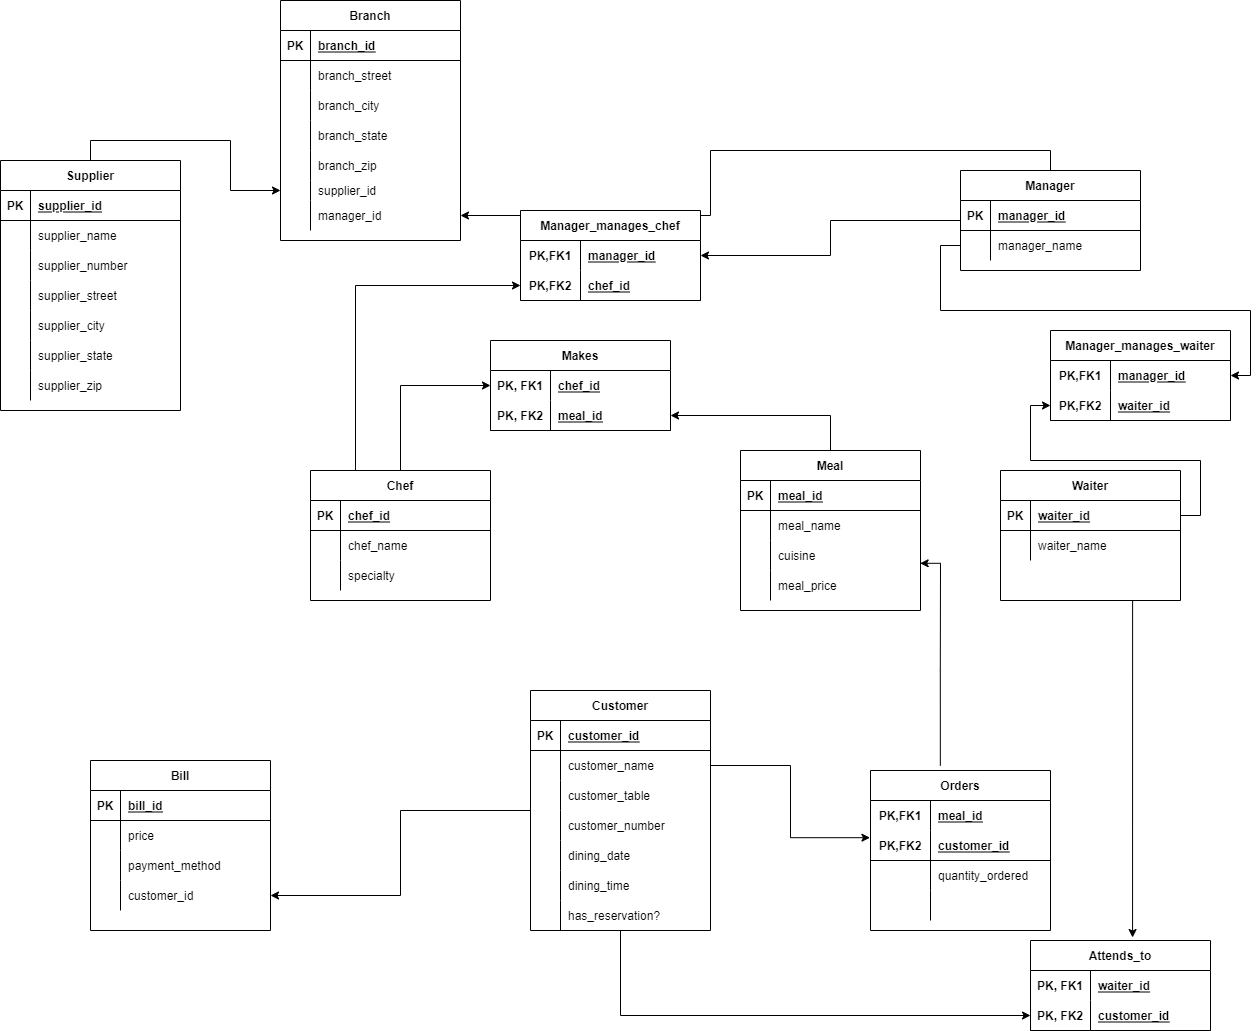 Branch
PK branch_id
branch_street
branch_city
branch_state
branch_zip
supplier_id
manager_id
Supplier
PK supplier_id
supplier_name
supplier_number
supplier_street
supplier_city
supplier_state
supplier_zip
Manager
PK manager_id
manager_name
Manager_manages_chef
PK,FK1 manager_id
PK,FK2 chef_id
Manager_manages_waiter
PK,FK1 manager_id
PK,FK2 waiter_id
Makes
PK, FK1 chef_id
PK, FK2 meal_id
Chef
PK chef_id
chef_name
specialty
Meal
PK meal_id
meal_name
cuisine
meal_price
Waiter
PK waiter_id
waiter_name
Customer
PK customer_id
customer_name
customer_table
customer_number
dining_date
dining_time
has_reservation?
Bill
PK bill_id
price
payment_method
customer_id
Orders
PK,FK1 meal_id
PK,FK2 customer_id
quantity_ordered
Attends_to
PK, FK1 waiter_id
PK, FK2 customer_id